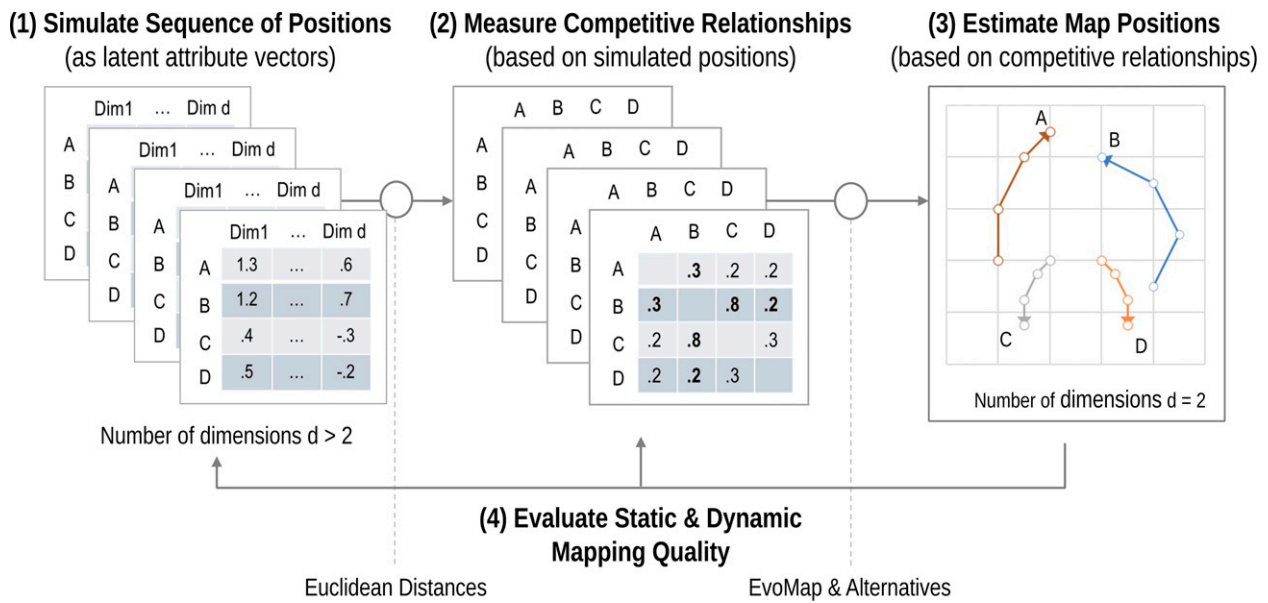 (1) Simulate Sequence of Positions
(as latent attribute vectors)
Dim1 … Dim d
A
B
C
D
Dim1 … Dim d
A
B
C
D
Dim1 … Dim d
A
B
C
D
Dim1 … Dim d
A 1.3 … .6
B 1.2 … .7
C .4 … -.3
D .5 … -.2
Number of dimensions d > 2
(2) Measure Competitive Relationships
(based on simulated positions)
A B C D
A
B
C
D
A B C D
A
B
C
D
A B C D
A
B
C
D
A B C D
A .3 .2 .2
B .3 .8 .2
C .2 .8 .3
D .2 .2 .3
(3) Estimate Map Positions
(based on competitive relationships)
A
B
C
D
Number of dimensions d = 2
(4) Evaluate Static & Dynamic
Mapping Quality
Euclidean Distances
EvoMap & Alternatives